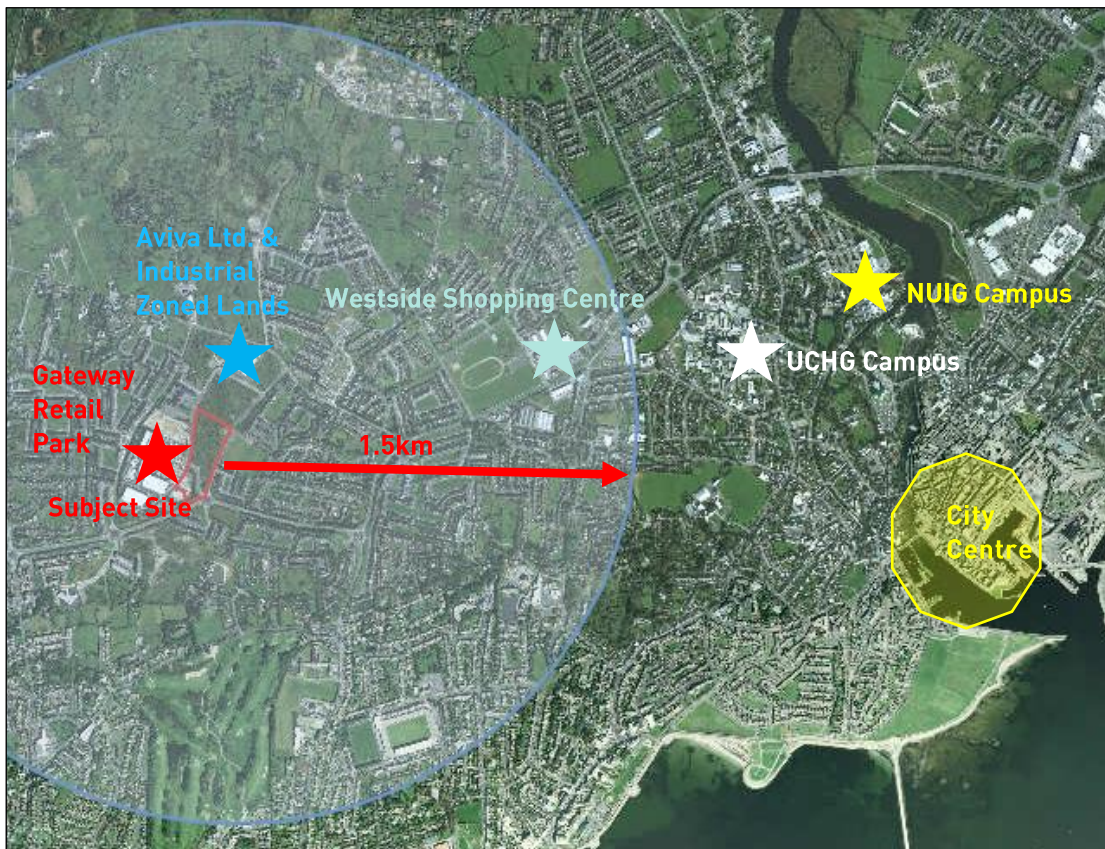 Aviva Ltd. &
Industrial
Zoned Lands
Westside Shopping Centre
NUIG Campus
UCHG Campus
Gateway
Retail
Park
1.5km
Subject Site
City
Centre